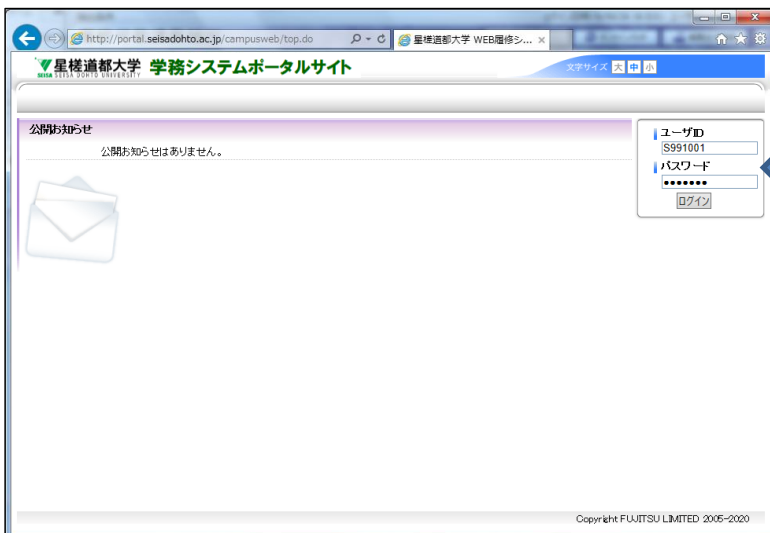 http://portal.seisadohto.ac.jp/campusweb/top.do
星槎道都大学 WEB履修シ...
星槎道都大学 学務システムポータルサイト
SEISA SEISA DOHTO UNIVERSITY
文字サイズ 大 中 小
公開お知らせ
公開お知らせはありません。
ユーザID
S991001
パスワード
•••••••
ログイン
Copyright FUJITSU LIMITED 2005-2020